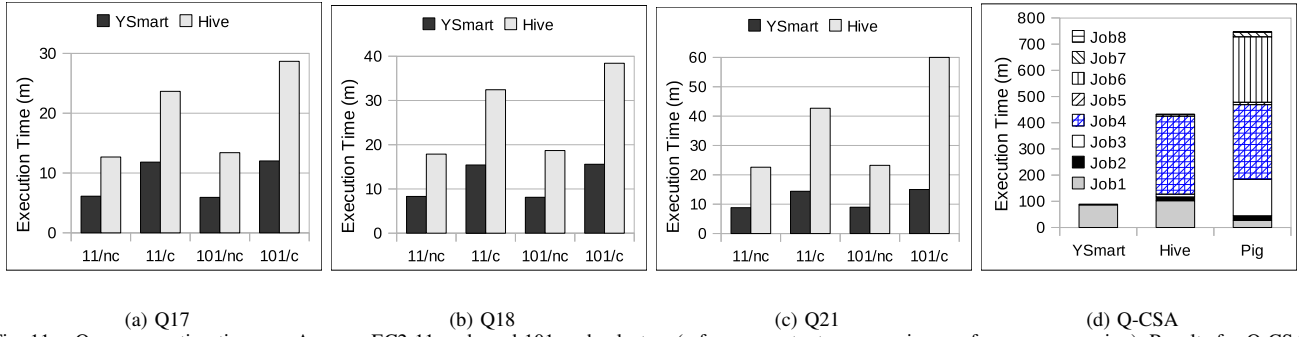 YSmart Hive
Execution Time (m)
30
20
10
0
11/nc 11/c 101/nc 101/c
(a) Q17
YSmart Hive
Execution Time (m)
40
30
20
10
0
11/nc 11/c 101/nc 101/c
(b) Q18
YSmart Hive
Execution Time (m)
60
50
40
30
20
10
0
11/nc 11/c 101/nc 101/c
(c) Q21
Execution Time (m)
800
700
600
500
400
300
200
100
0
Job8
Job7
Job6
Job5
Job4
Job3
Job2
Job1
YSmart Hive Pig
(d) Q-CSA